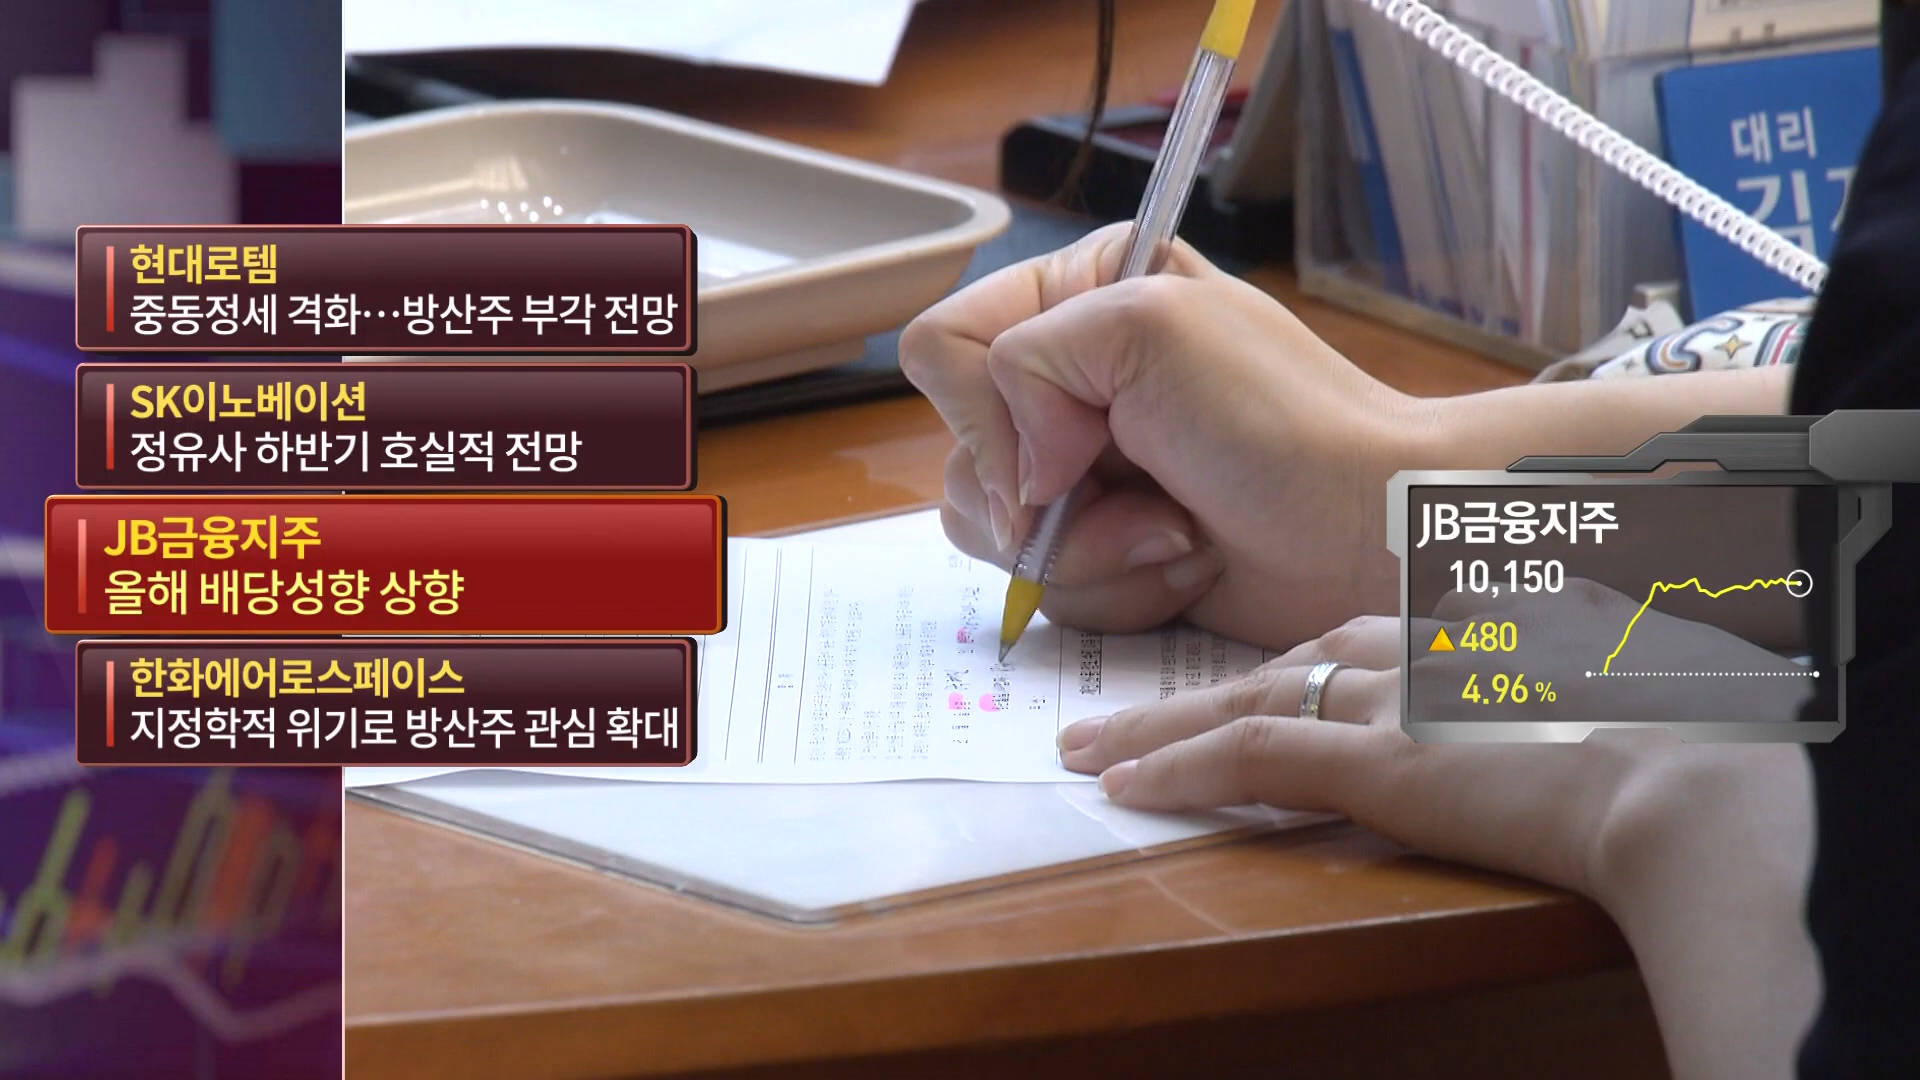 현대로템
중동정세 격화…방산주 부각 전망
SK이노베이션
정유사 하반기 호실적 전망
JB금융지주
올해 배당성향 상향
한화에어로스페이스
지정학적 위기로 방산주 관심 확대
대리
김
JB금융지주
10,150
▲480
4.96 %